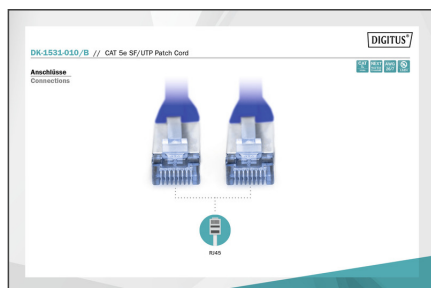 DIGITUS®
DK-1531-010/B // CAT 5e SF/UTP Patch Cord
Anschlüsse
Connections
RJ45